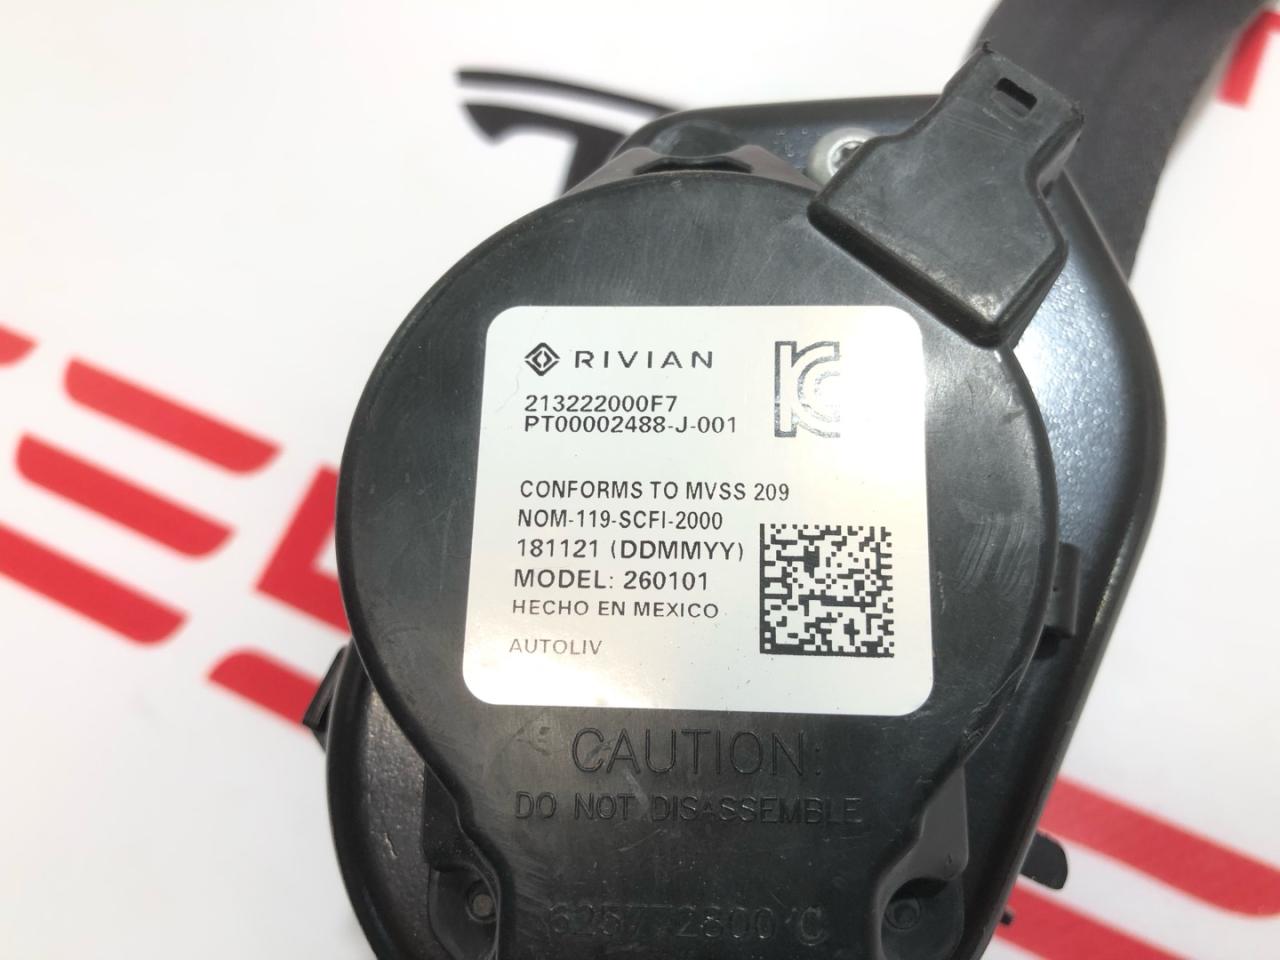 RIVIAN
213222000F7
PT00002488-J-001
CONFORMS TO MVSS 209
NOM-119-SCFI-2000
181121 (DDMMYY)
MODEL: 260101
HECHO EN MEXICO
AUTOLIV
CAUTION:
DO NOT DISASSEMBLE